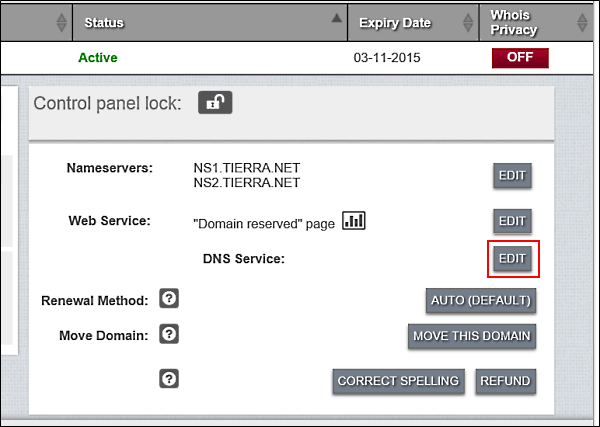 Status Expiry Date Whois
Privacy
Active 03-11-2015 OFF
Control panel lock:
Nameservers: NS1.TIERRA.NET EDIT
NS2.TIERRA.NET
Web Service: "Domain reserved" page EDIT
DNS Service: EDIT
Renewal Method: ? AUTO (DEFAULT)
Move Domain: ? MOVE THIS DOMAIN
? CORRECT SPELLING REFUND